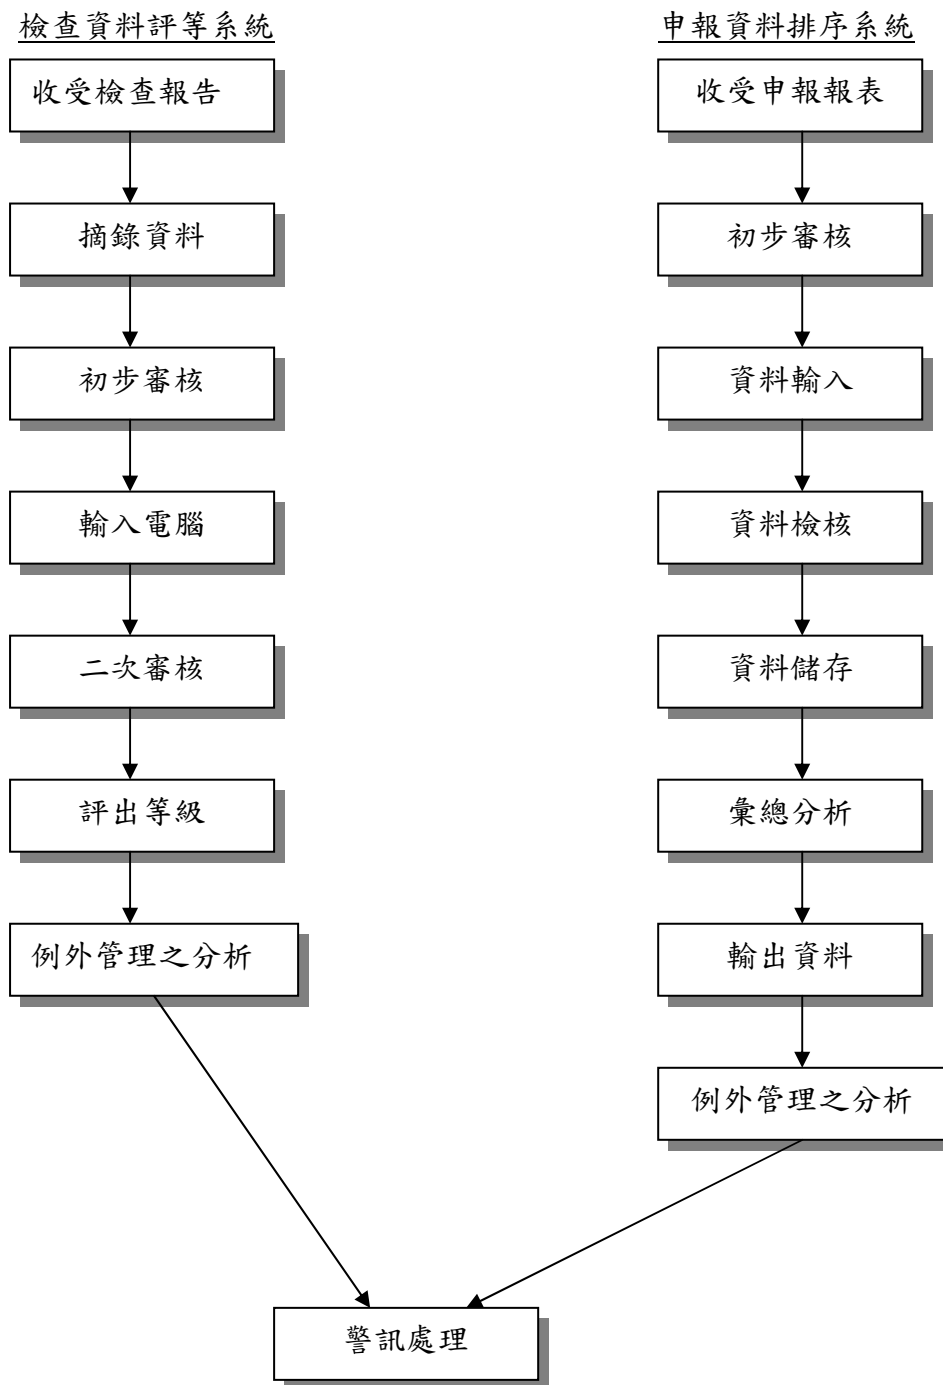 檢查資料評等系統
收受檢查報告
摘錄資料
初步審核
輸入電腦
二次審核
評出等級
例外管理之分析
申報資料排序系統
收受申報報表
初步審核
資料輸入
資料檢核
資料儲存
彙總分析
輸出資料
例外管理之分析
警訊處理